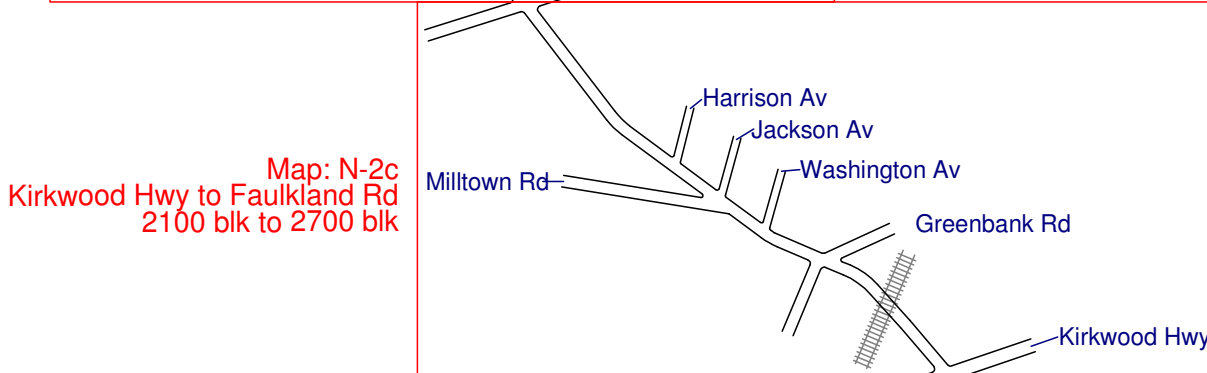 Map: N-2c
Kirkwood Hwy to Faulkland Rd
2100 blk to 2700 blk
Harrison Av
Jackson Av
Washington Av
Milltown Rd
Greenbank Rd
Kirkwood Hwy